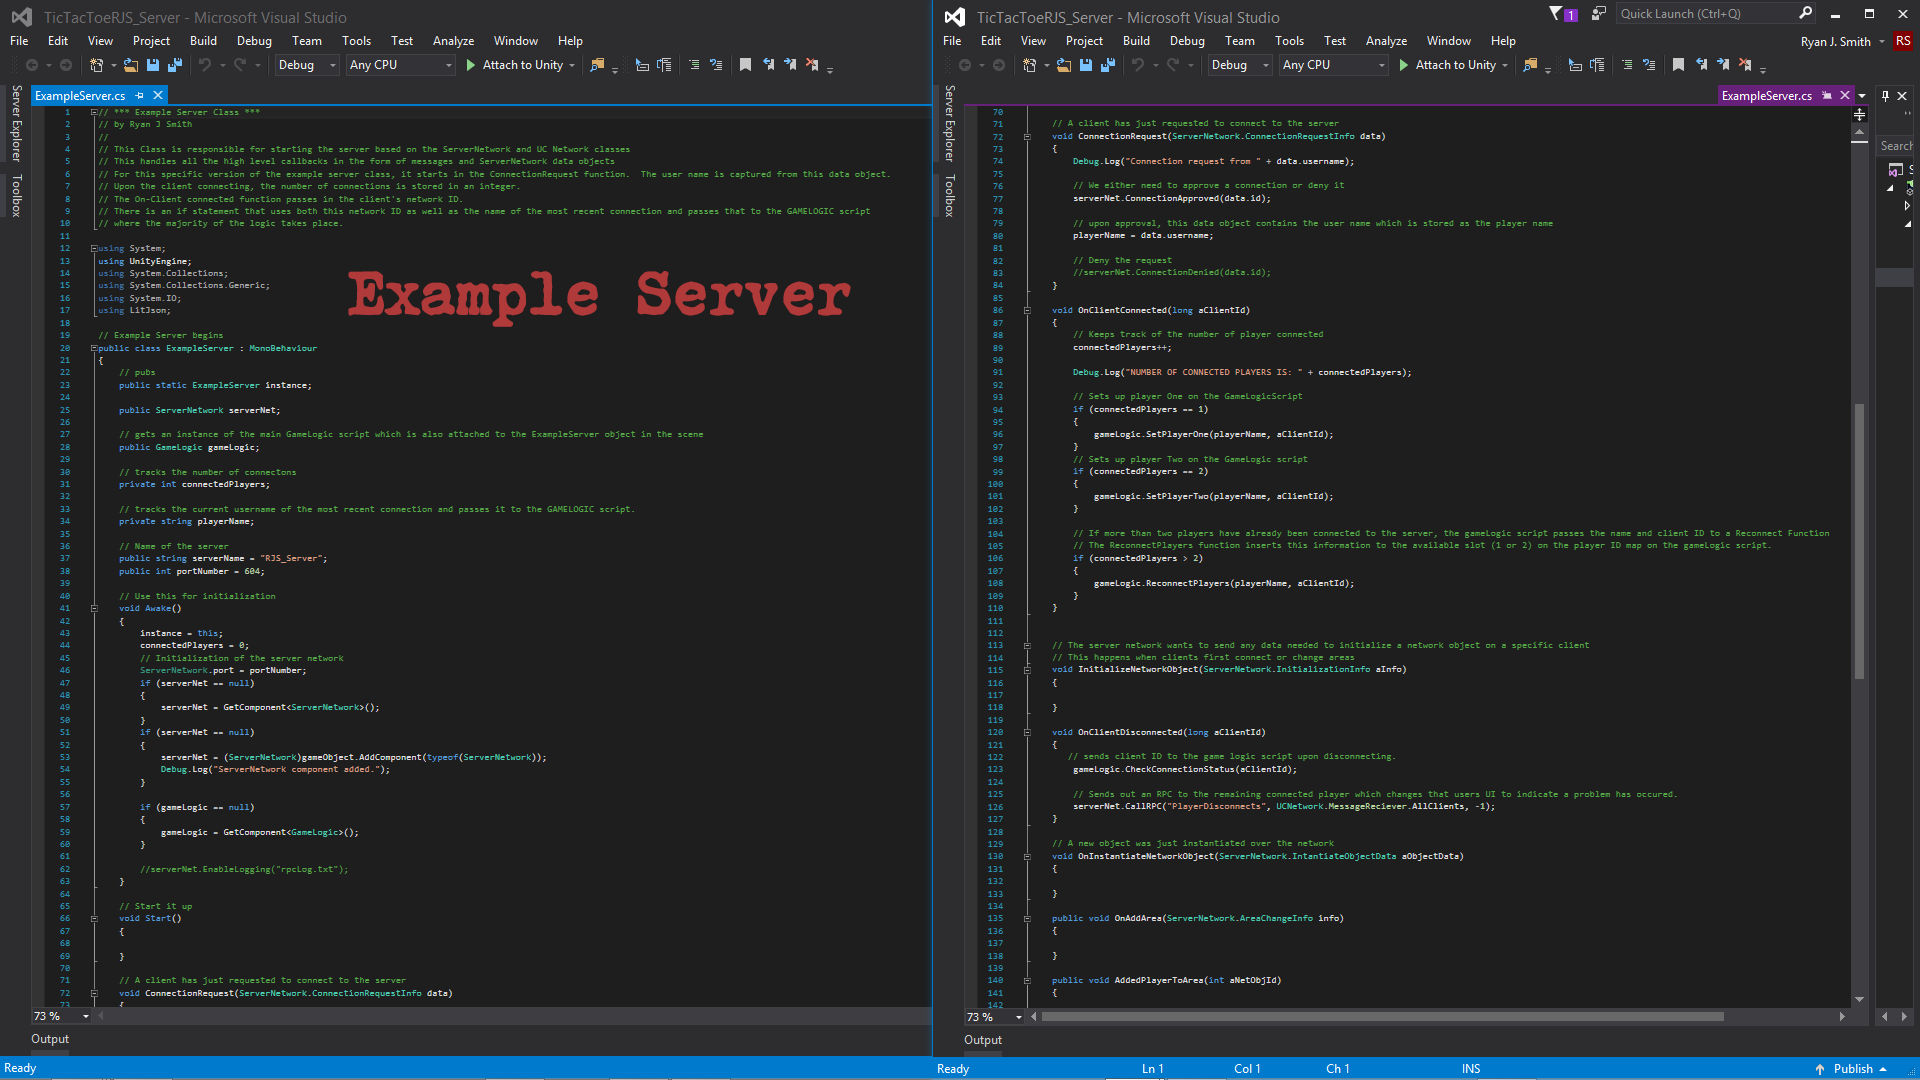 TicTacToeRJS_Server - Microsoft Visual Studio
File Edit View Project Build Debug Team Tools Test Analyze Window Help
Debug Any CPU Attach to Unity
Server Explorer
Toolbox
ExampleServer.cs
1 // *** Example Server Class ***
2 // by Ryan J Smith
3 //
4 // This Class is responsible for starting the server based on the ServerNetwork and UC Network classes
5 // This handles all the high level callbacks in the form of messages and ServerNetwork data objects
6 // For this specific version of the example server class, it starts in the ConnectionRequest function.  The user name is captured from this data object.
7 // Upon the client connecting, the number of connections is stored in an integer.
8 // The On-Client connected function passes in the client's network ID.
9 // There is an if statement that uses both this network ID as well as the name of the most recent connection and passes that to the GAMELOGIC script
10 // where the majority of the logic takes place.
11
12 using System;
13 using UnityEngine;
14 using System.Collections;
15 using System.Collections.Generic;
16 using System.IO;
17 using LitJson;
Example Server
18
19 // Example Server begins
20 public class ExampleServer : MonoBehaviour
21 {
22 // pubs
23 public static ExampleServer instance;
24
25 public ServerNetwork serverNet;
26
27 // gets an instance of the main GameLogic script which is also attached to the ExampleServer object in the scene
28 public GameLogic gameLogic;
29
30 // tracks the number of connectons
31 private int connectedPlayers;
32
33 // tracks the current username of the most recent connection and passes it to the GAMELOGIC script.
34 private string playerName;
35
36 // Name of the server
37 public string serverName = "RJS_Server";
38 public int portNumber = 604;
39
40 // Use this for initialization
41 void Awake()
42 {
43 instance = this;
44 connectedPlayers = 0;
45 // Initialization of the server network
46 ServerNetwork.port = portNumber;
47 if (serverNet == null)
48 {
49 serverNet = GetComponent<ServerNetwork>();
50 }
51 if (serverNet == null)
52 {
53 serverNet = (ServerNetwork)gameObject.AddComponent(typeof(ServerNetwork));
54 Debug.Log("ServerNetwork component added.");
55 }
56
57 if (gameLogic == null)
58 {
59 gameLogic = GetComponent<GameLogic>();
60 }
61
62 //serverNet.EnableLogging("rpcLog.txt");
63 }
64
65 // Start it up
66 void Start()
67 {
68
69 }
70
71 // A client has just requested to connect to the server
72 void ConnectionRequest(ServerNetwork.ConnectionRequestInfo data)
73 {
73 %
Output
Ready
TicTacToeRJS_Server - Microsoft Visual Studio
1 Quick Launch (Ctrl+Q)
File Edit View Project Build Debug Team Tools Test Analyze Window Help
Ryan J. Smith RS
Debug Any CPU Attach to Unity
Server Explorer
Toolbox
ExampleServer.cs
Search
70
71 // A client has just requested to connect to the server
72 void ConnectionRequest(ServerNetwork.ConnectionRequestInfo data)
73 {
74 Debug.Log("Connection request from " + data.username);
75
76 // We either need to approve a connection or deny it
77 serverNet.ConnectionApproved(data.id);
78
79 // upon approval, this data object contains the user name which is stored as the player name
80 playerName = data.username;
81
82 // Deny the request
83 //serverNet.ConnectionDenied(data.id);
84 }
85
86 void OnClientConnected(long aClientId)
87 {
88 // Keeps track of the number of player connected
89 connectedPlayers++;
90
91 Debug.Log("NUMBER OF CONNECTED PLAYERS IS: " + connectedPlayers);
92
93 // Sets up player One on the GameLogicScript
94 if (connectedPlayers == 1)
95 {
96 gameLogic.SetPlayerOne(playerName, aClientId);
97 }
98 // Sets up player Two on the GameLogic script
99 if (connectedPlayers == 2)
100 {
101 gameLogic.SetPlayerTwo(playerName, aClientId);
102 }
103
104 // If more than two players have already been connected to the server, the gameLogic script passes the name and client ID to a Reconnect Function
105 // The ReconnectPlayers function inserts this information to the available slot (1 or 2) on the player ID map on the gameLogic script.
106 if (connectedPlayers > 2)
107 {
108 gameLogic.ReconnectPlayers(playerName, aClientId);
109 }
110 }
111
112
113 // The server network wants to send any data needed to initialize a network object on a specific client
114 // This happens when clients first connect or change areas
115 void InitializeNetworkObject(ServerNetwork.InitializationInfo aInfo)
116 {
117
118 }
119
120 void OnClientDisconnected(long aClientId)
121 {
122 // sends client ID to the game logic script upon disconnecting.
123 gameLogic.CheckConnectionStatus(aClientId);
124
125 // Sends out an RPC to the remaining connected player which changes that users UI to indicate a problem has occured.
126 serverNet.CallRPC("PlayerDisconnects", UCNetwork.MessageReciever.AllClients, -1);
127 }
128
129 // A new object was just instantiated over the network
130 void OnInstantiateNetworkObject(ServerNetwork.IntantiateObjectData aObjectData)
131 {
132
133 }
134
135 public void OnAddArea(ServerNetwork.AreaChangeInfo info)
136 {
137
138 }
139
140 public void AddedPlayerToArea(int aNetObjId)
141 {
142
73 %
Output
Ready Ln 1 Col 1 Ch 1 INS Publish